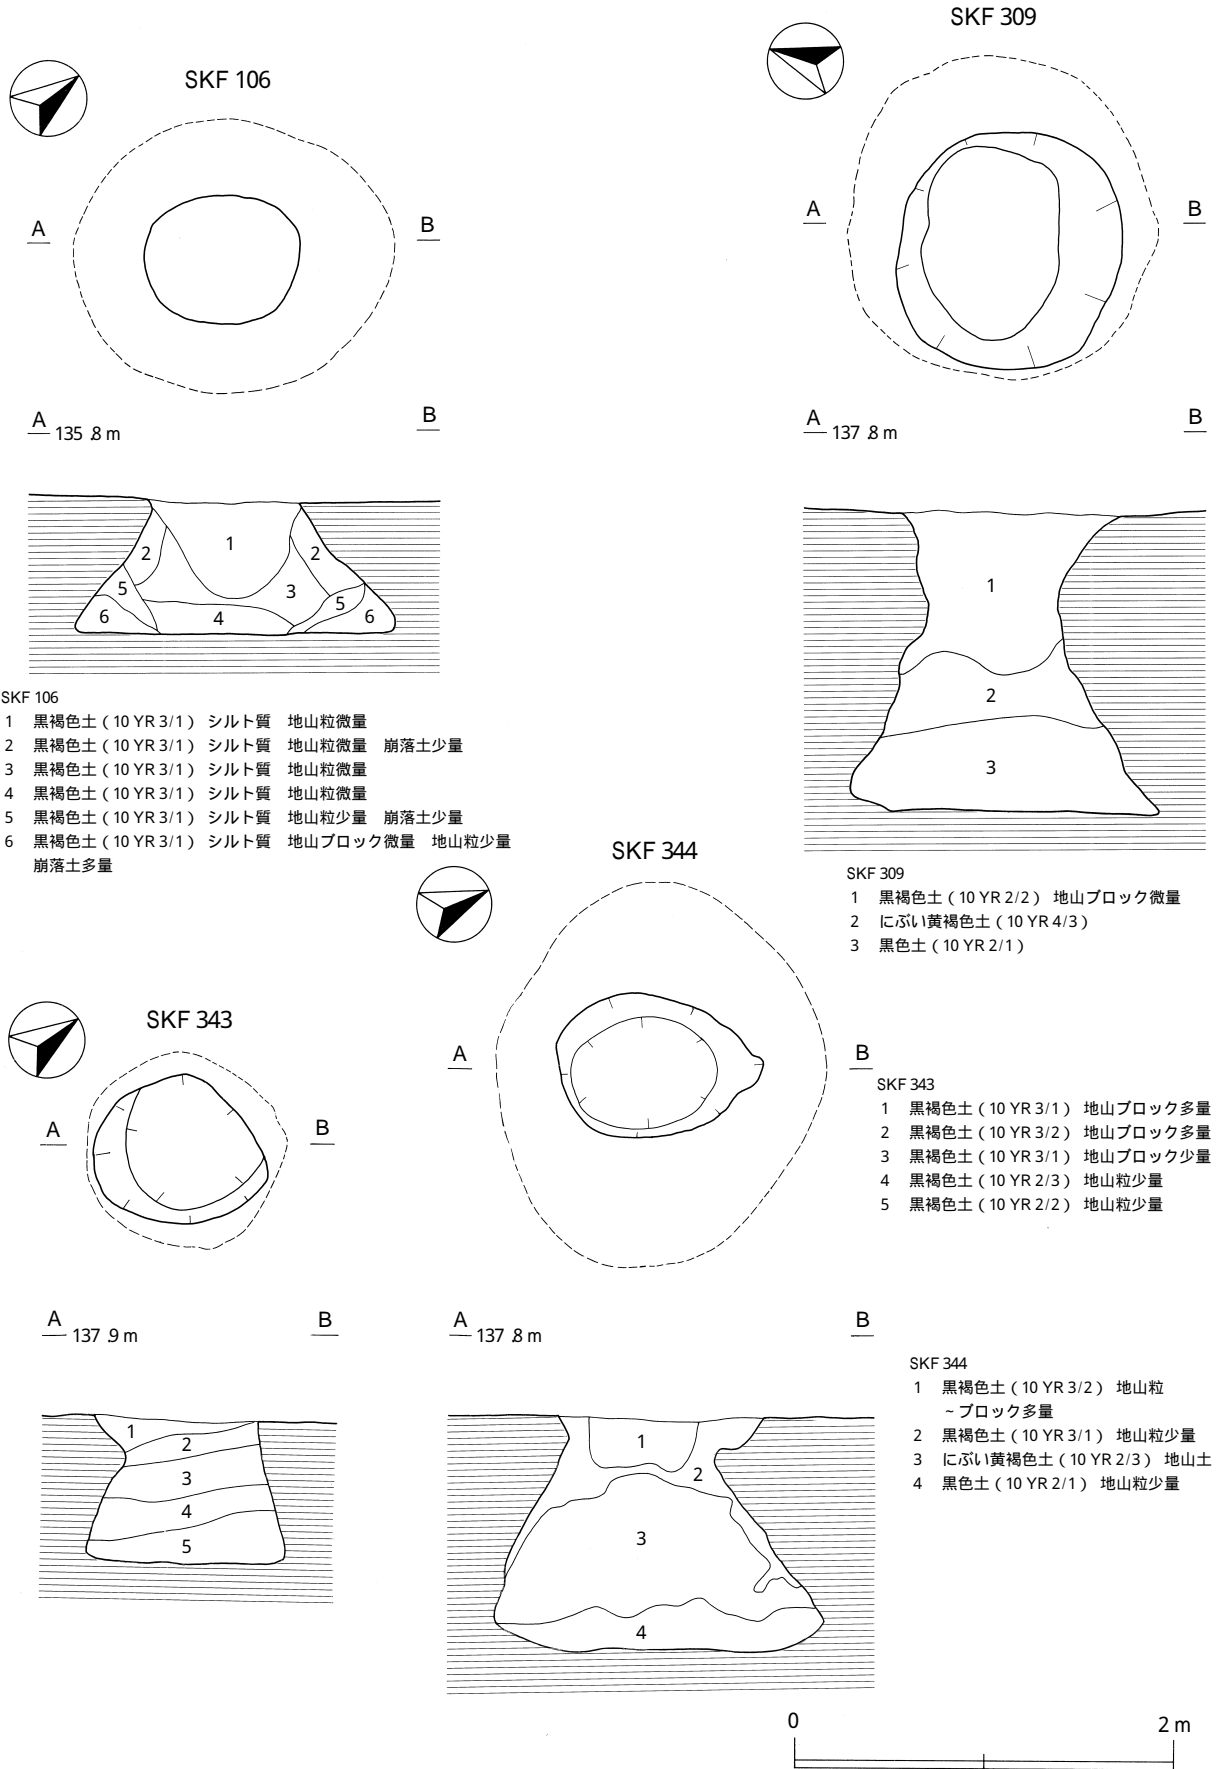 SKF 309
SKF 106
A
B
A
B
A 135.8 m
B
A 137.8 m
B
1
2
2
3
5
5
4
6
6
1
2
3
SKF 106
1 黒褐色土(10 YR 3/1) シルト質 地山粒微量
2 黒褐色土(10 YR 3/1) シルト質 地山粒微量 崩落土少量
3 黒褐色土(10 YR 3/1) シルト質 地山粒微量
4 黒褐色土(10 YR 3/1) シルト質 地山粒微量
5 黒褐色土(10 YR 3/1) シルト質 地山粒少量 崩落土少量
6 黒褐色土(10 YR 3/1) シルト質 地山ブロック微量 地山粒少量
崩落土多量
SKF 309
1 黒褐色土(10 YR 2/2) 地山ブロック微量
2 にぶい黄褐色土(10 YR 4/3)
3 黒色土(10 YR 2/1)
SKF 344
SKF 343
A
B
A
B
SKF 343
1 黒褐色土(10 YR 3/1) 地山ブロック多量
2 黒褐色土(10 YR 3/2) 地山ブロック多量
3 黒褐色土(10 YR 3/1) 地山ブロック少量
4 黒褐色土(10 YR 2/3) 地山粒少量
5 黒褐色土(10 YR 2/2) 地山粒少量
A 137.9 m
B
A 137.8 m
B
1
2
3
4
5
1
2
3
4
SKF 344
1 黒褐色土(10 YR 3/2) 地山粒
~ブロック多量
2 黒褐色土(10 YR 3/1) 地山粒少量
3 にぶい黄褐色土(10 YR 2/3) 地山土
4 黒色土(10 YR 2/1) 地山粒少量
0
2 m